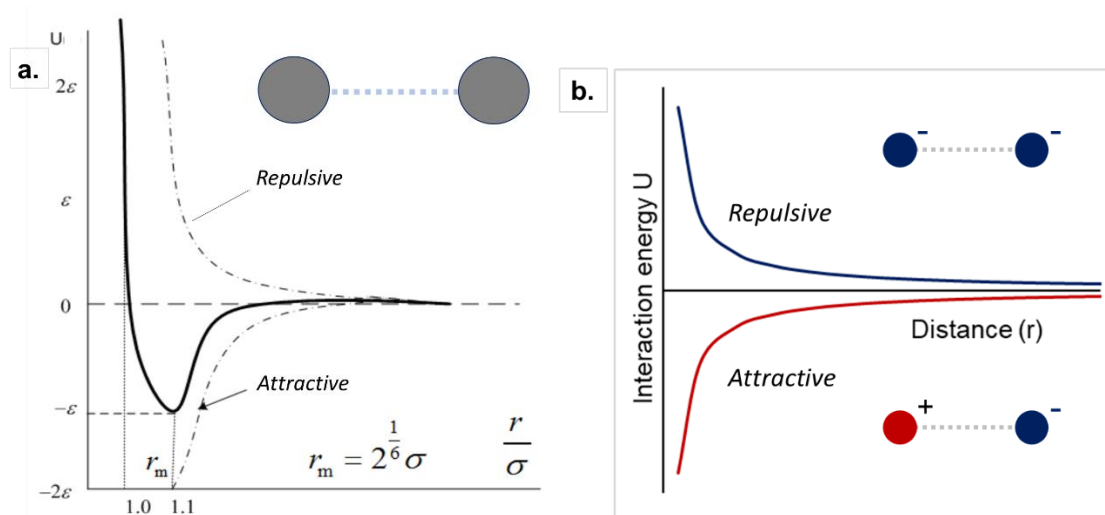 a.
U(
2ε
ε
0
-ε
-2ε
Repulsive
Attractive
r_m
r_m = 2^{1/6} σ
r/σ
1.0 1.1
b.
Interaction energy U
Repulsive
- -
Distance (r)
Attractive
+ -